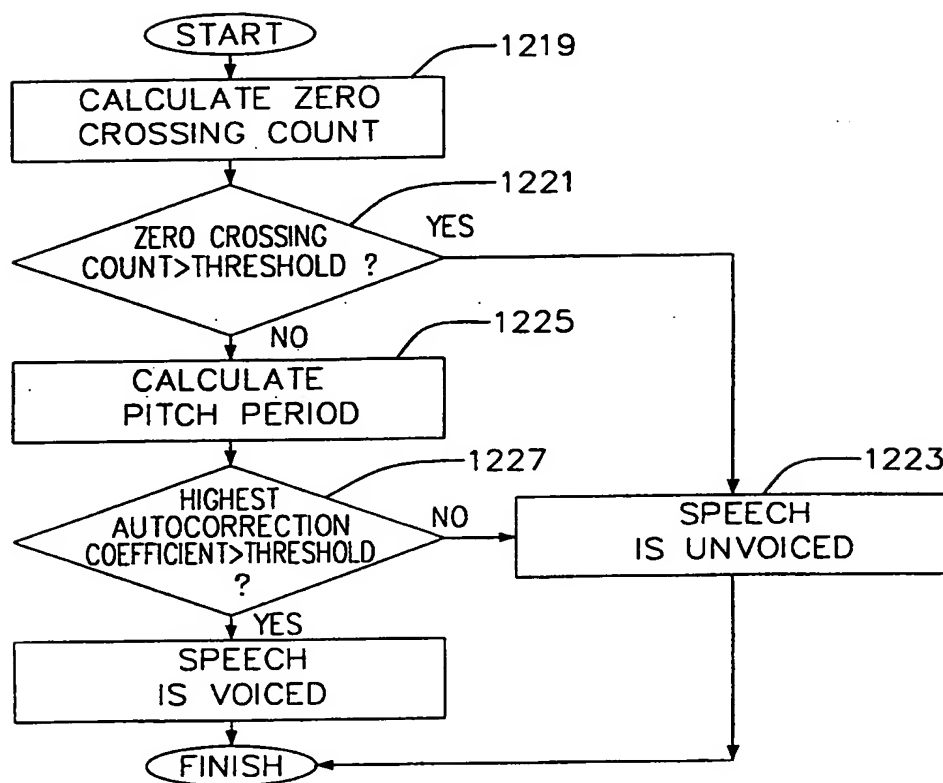 START
1219
CALCULATE ZERO
CROSSING COUNT
1221
ZERO CROSSING
COUNT>THRESHOLD ?
YES
NO
1225
CALCULATE
PITCH PERIOD
1227
HIGHEST
AUTOCORRECTION
COEFFICIENT>THRESHOLD
?
NO
1223
SPEECH
IS UNVOICED
YES
SPEECH
IS VOICED
FINISH